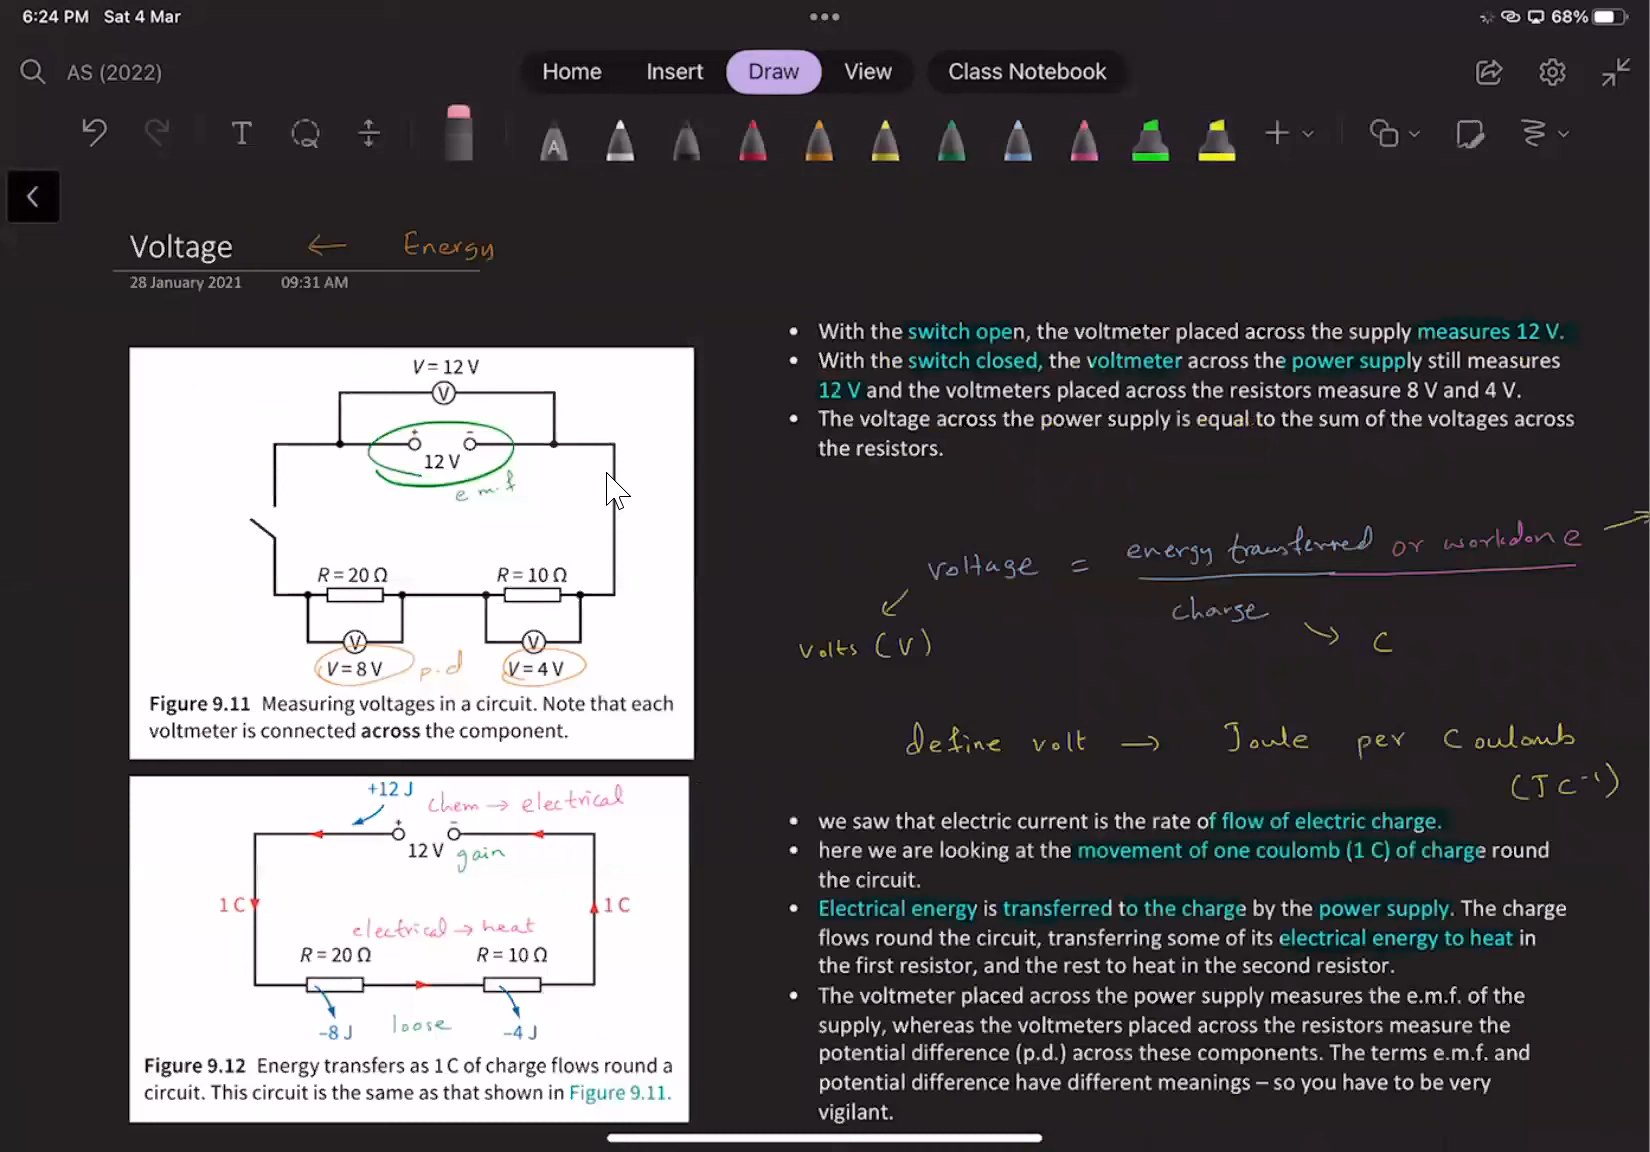 6:24 PM Sat 4 Mar
68%
AS (2022)
Home Insert Draw View Class Notebook
T
A
Voltage ← Energy
28 January 2021 09:31 AM
V = 12 V
V
+ -
12 V
e m.f
R = 20 Ω R = 10 Ω
V V
V = 8 V p.d V = 4 V
Figure 9.11 Measuring voltages in a circuit. Note that each
voltmeter is connected across the component.
+12 J chem → electrical
+ -
12 V gain
1 C 1 C
electrical → heat
R = 20 Ω R = 10 Ω
–8 J loose –4 J
Figure 9.12 Energy transfers as 1 C of charge flows round a
circuit. This circuit is the same as that shown in Figure 9.11.
• With the switch open, the voltmeter placed across the supply measures 12 V.
• With the switch closed, the voltmeter across the power supply still measures
12 V and the voltmeters placed across the resistors measure 8 V and 4 V.
• The voltage across the power supply is equal to the sum of the voltages across
the resistors.
voltage = energy transferred or workdone
charge
volts (V) C
define volt → Joule per Coulomb
(J C⁻¹)
• we saw that electric current is the rate of flow of electric charge.
• here we are looking at the movement of one coulomb (1 C) of charge round
the circuit.
• Electrical energy is transferred to the charge by the power supply. The charge
flows round the circuit, transferring some of its electrical energy to heat in
the first resistor, and the rest to heat in the second resistor.
• The voltmeter placed across the power supply measures the e.m.f. of the
supply, whereas the voltmeters placed across the resistors measure the
potential difference (p.d.) across these components. The terms e.m.f. and
potential difference have different meanings – so you have to be very
vigilant.